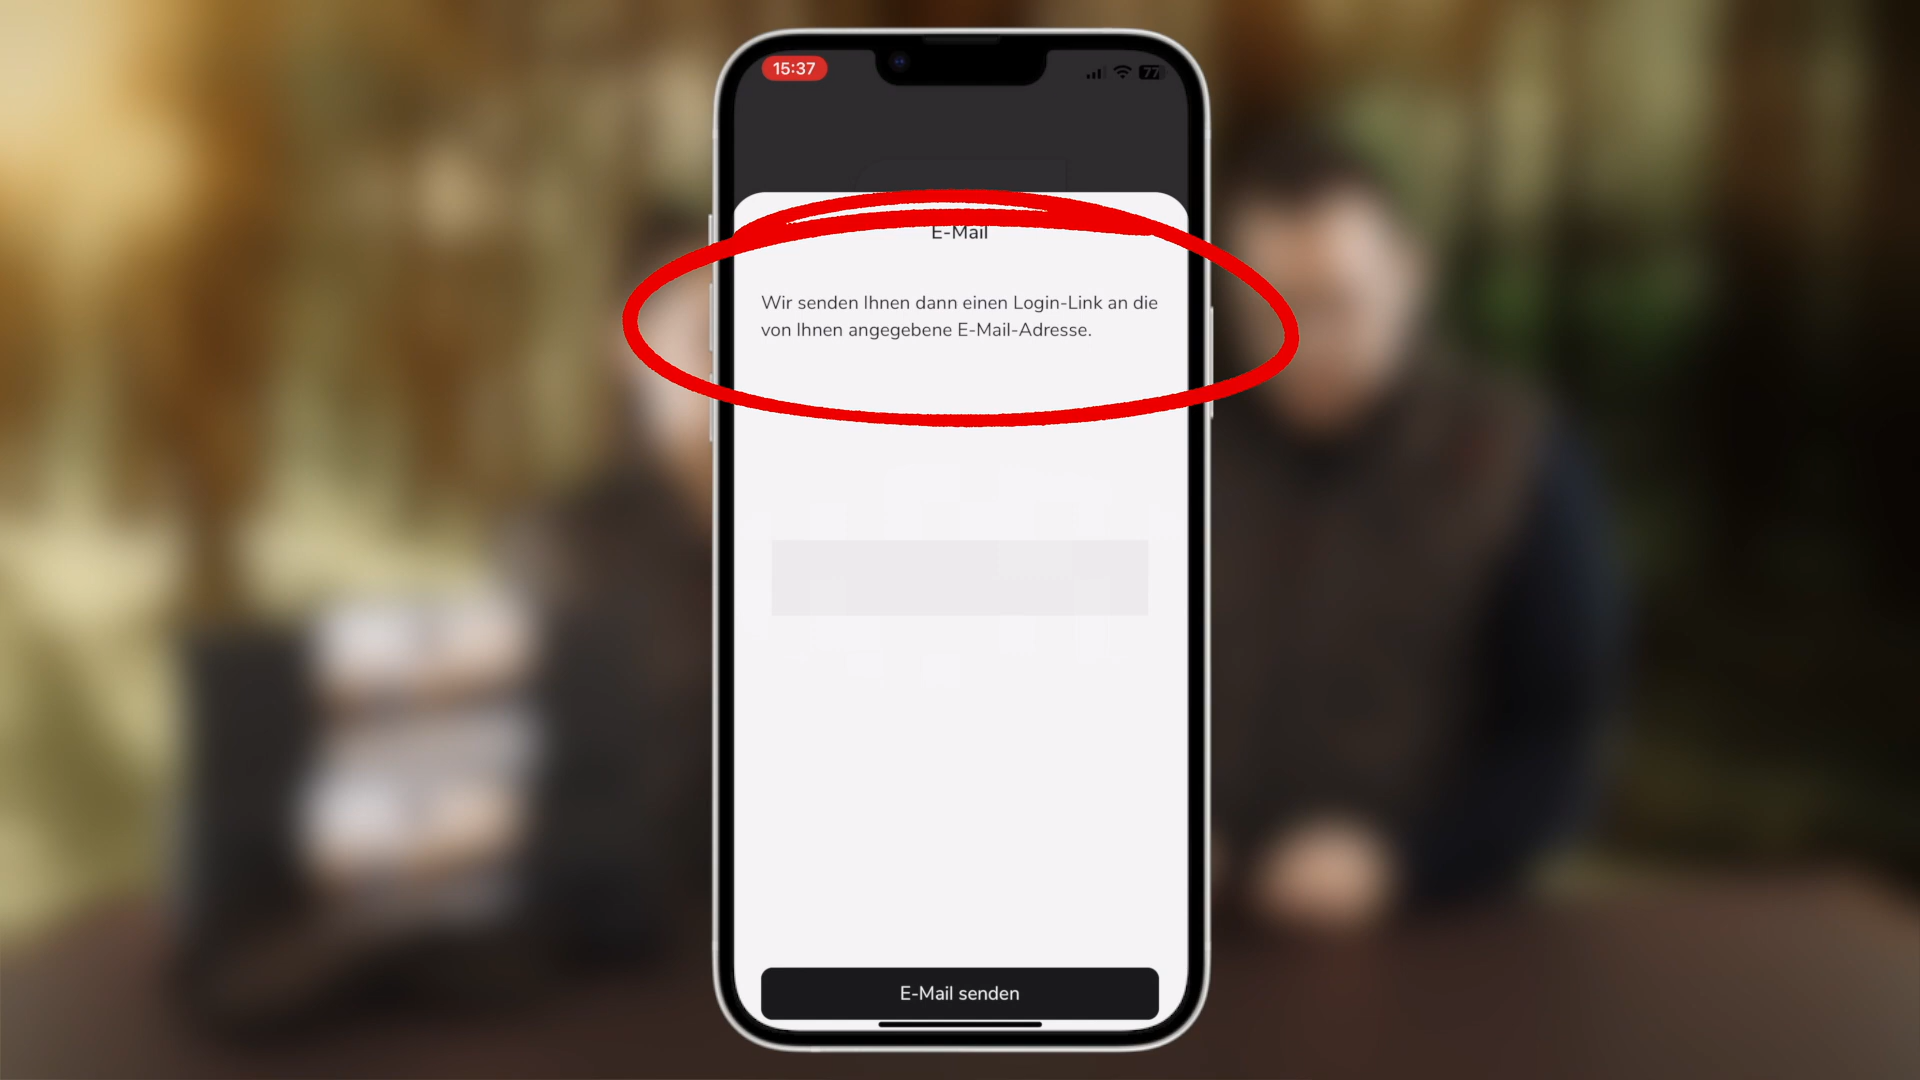 15:37
77
E-Mail
Wir senden Ihnen dann einen Login-Link an die
von Ihnen angegebene E-Mail-Adresse.
E-Mail senden